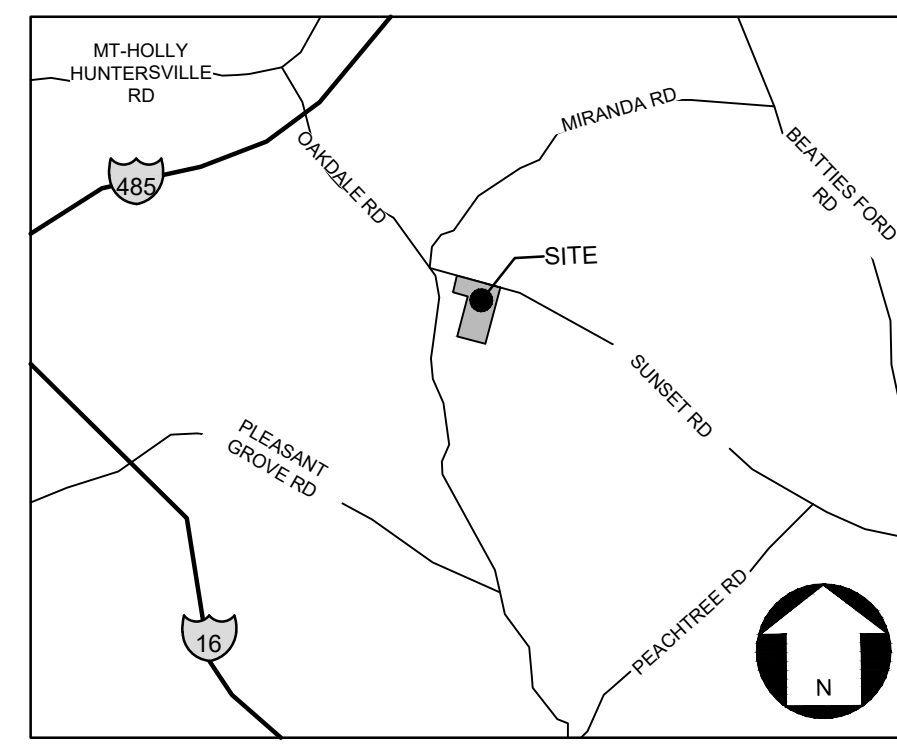 MT-HOLLY
HUNTERSVILLE
RD
485
OAKDALE RD
MIRANDA RD
BEATTIES FORD
RD
SITE
SUNSET RD
PLEASANT
GROVE RD
16
PEACHTREE RD
N